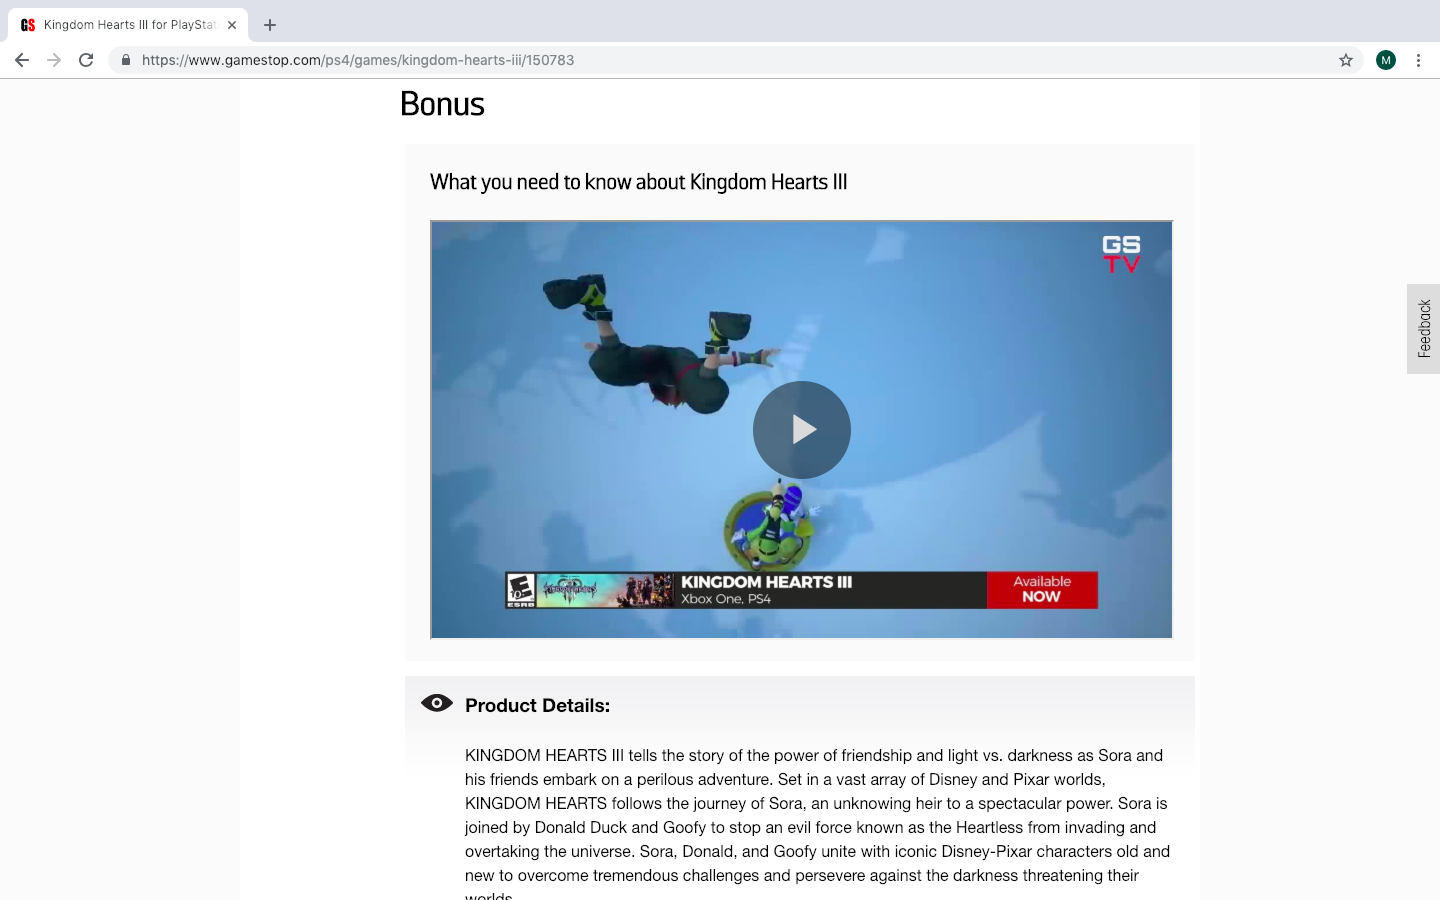 GS Kingdom Hearts III for PlayStat
https://www.gamestop.com/ps4/games/kingdom-hearts-iii/150783
M
Bonus
What you need to know about Kingdom Hearts III
GS
TV
Feedback
E
ESRB
KINGDOM HEARTS
KINGDOM HEARTS III
Xbox One, PS4
Available
NOW
Product Details:
KINGDOM HEARTS III tells the story of the power of friendship and light vs. darkness as Sora and
his friends embark on a perilous adventure. Set in a vast array of Disney and Pixar worlds,
KINGDOM HEARTS follows the journey of Sora, an unknowing heir to a spectacular power. Sora is
joined by Donald Duck and Goofy to stop an evil force known as the Heartless from invading and
overtaking the universe. Sora, Donald, and Goofy unite with iconic Disney-Pixar characters old and
new to overcome tremendous challenges and persevere against the darkness threatening their
worlds.